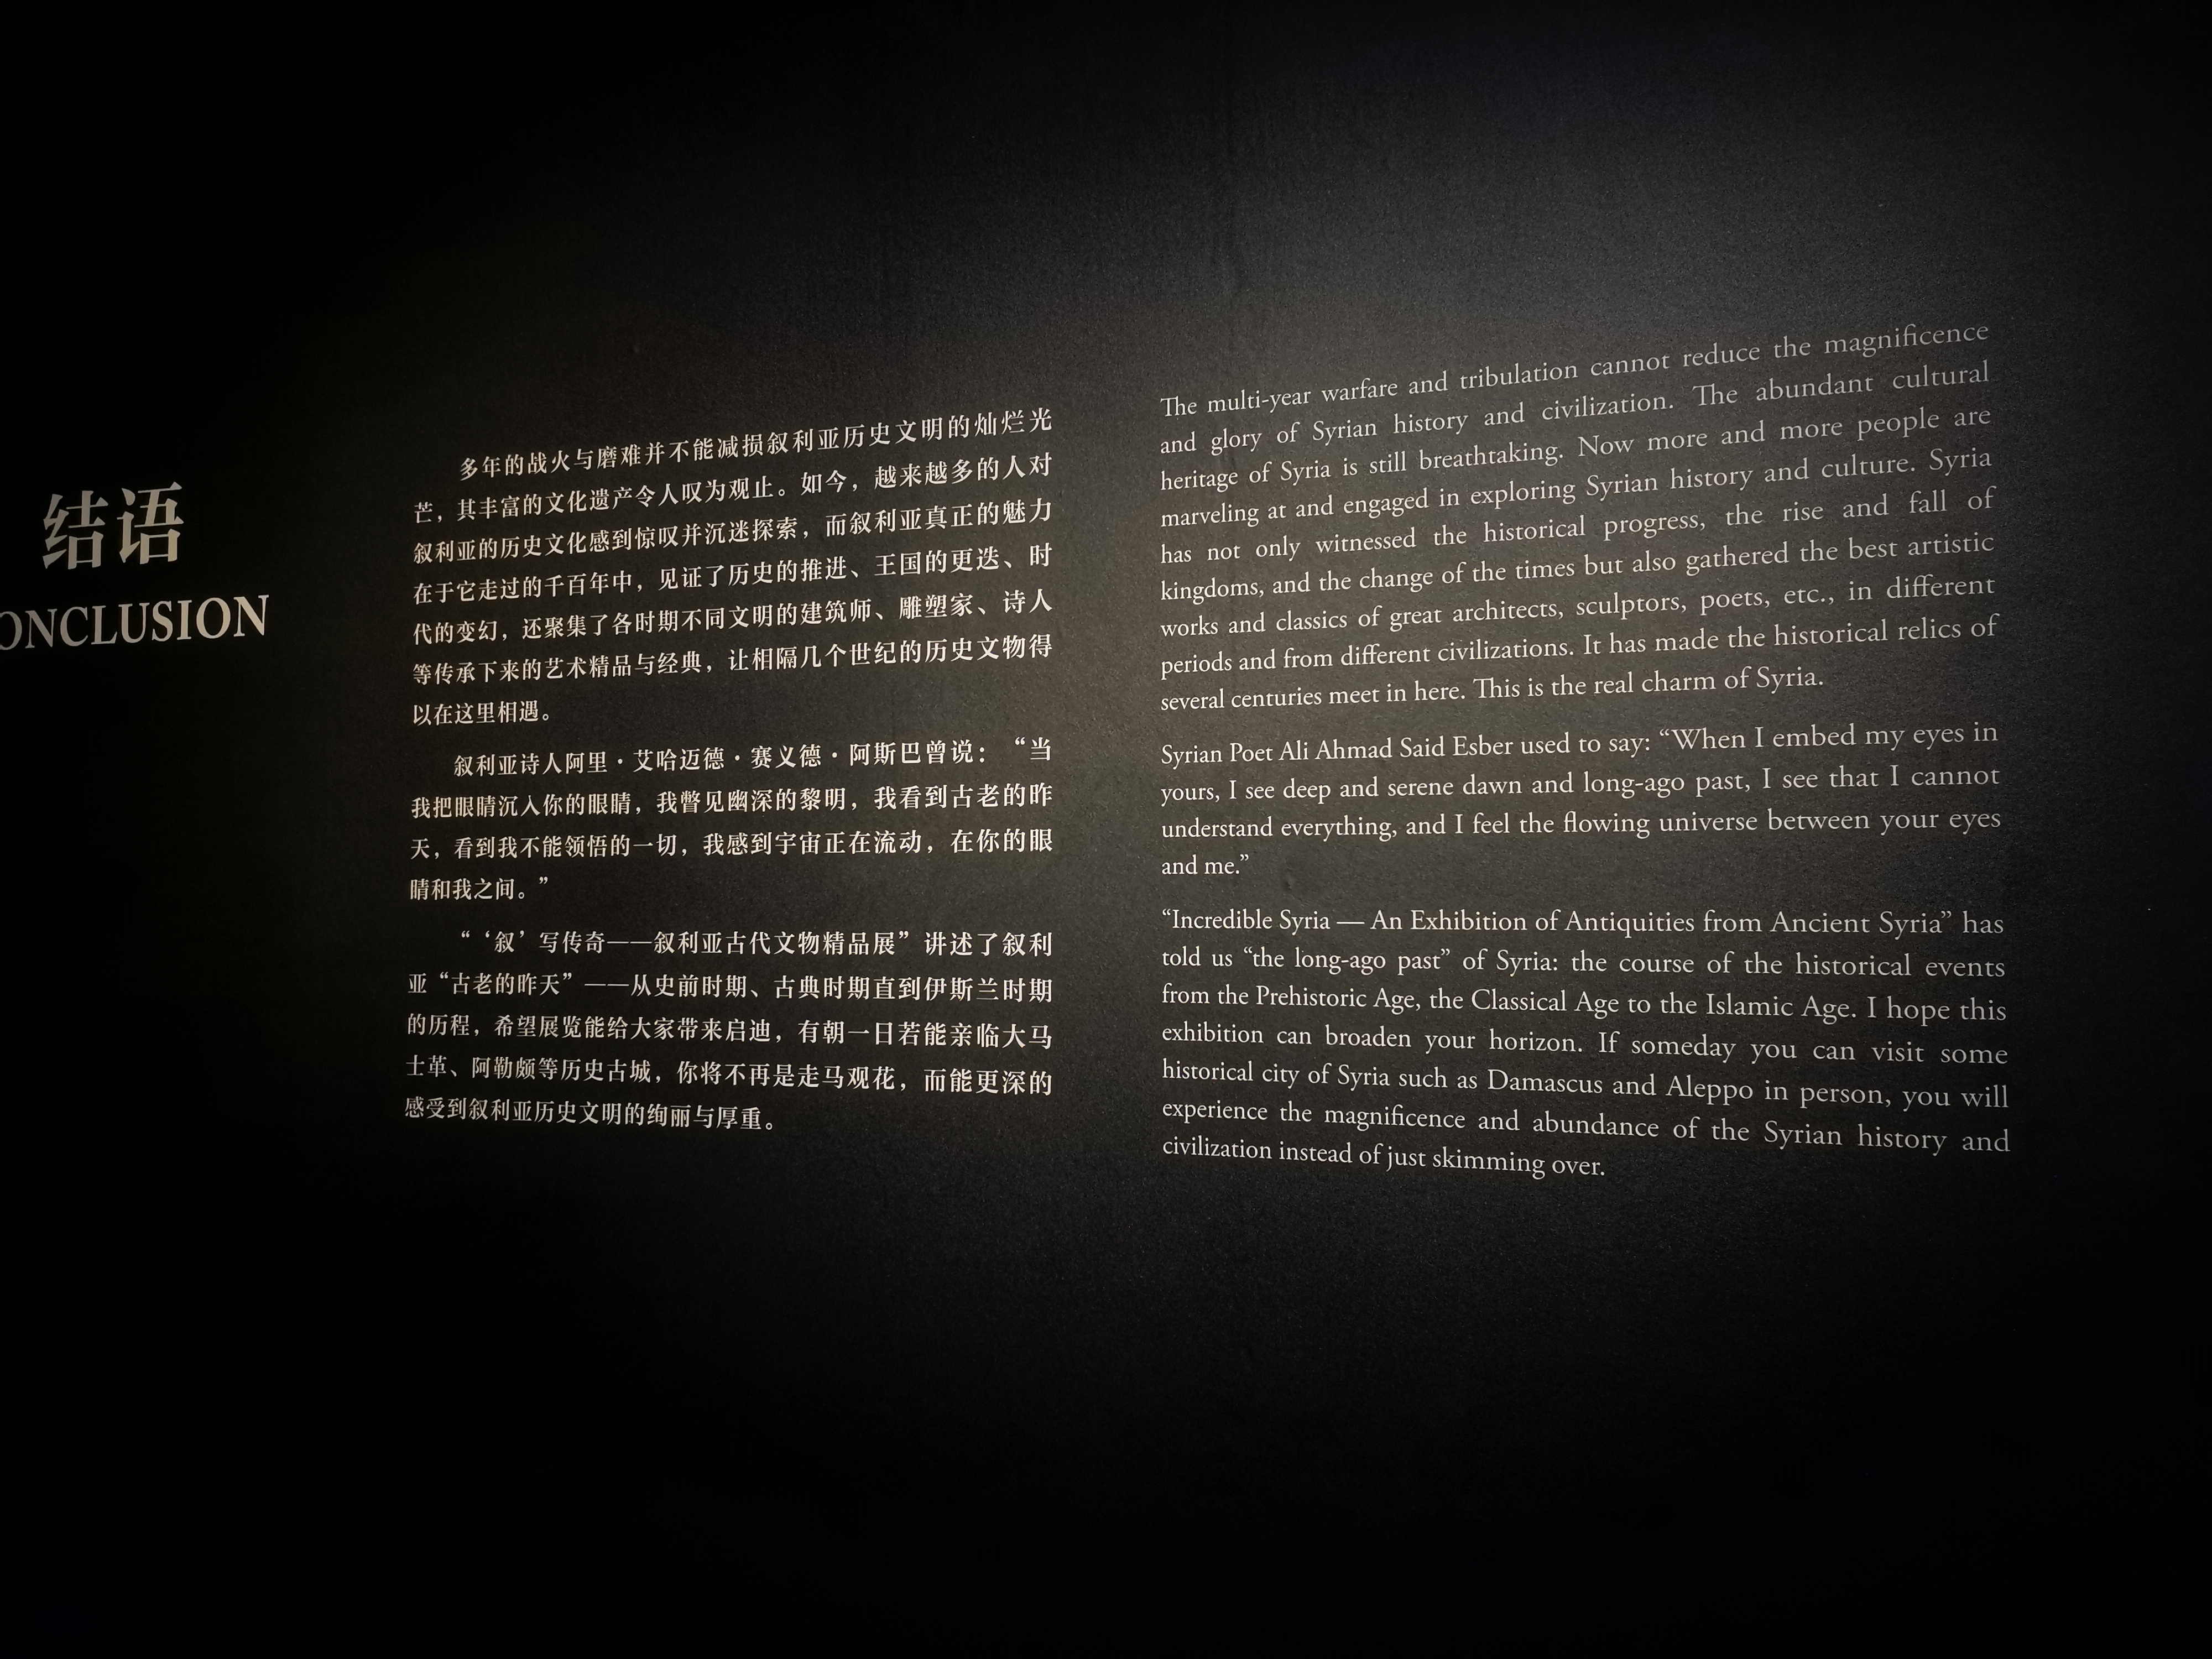 结语
ONCLUSION
多年的战火与磨难并不能减损叙利亚历史文明的灿烂光
芒，其丰富的文化遗产令人叹为观止。如今，越来越多的人对
叙利亚的历史文化感到惊叹并沉迷探索，而叙利亚真正的魅力
在于它走过的千百年中，见证了历史的推进、王国的更迭、时
代的变幻，还聚集了各时期不同文明的建筑师、雕塑家、诗人
等传承下来的艺术精品与经典，让相隔几个世纪的历史文物得
以在这里相遇。
叙利亚诗人阿里·艾哈迈德·赛义德·阿斯巴曾说：“当
我把眼睛沉入你的眼睛，我瞥见幽深的黎明，我看到古老的昨
天，看到我不能领悟的一切，我感到宇宙正在流动，在你的眼
睛和我之间。”
“‘叙’写传奇——叙利亚古代文物精品展”讲述了叙利
亚“古老的昨天”——从史前时期、古典时期直到伊斯兰时期
的历程，希望展览能给大家带来启迪，有朝一日若能亲临大马
士革、阿勒颇等历史古城，你将不再是走马观花，而能更深的
感受到叙利亚历史文明的绚丽与厚重。
The multi-year warfare and tribulation cannot reduce the magnificence
and glory of Syrian history and civilization. The abundant cultural
heritage of Syria is still breathtaking. Now more and more people are
marveling at and engaged in exploring Syrian history and culture. Syria
has not only witnessed the historical progress, the rise and fall of
kingdoms, and the change of the times but also gathered the best artistic
works and classics of great architects, sculptors, poets, etc., in different
periods and from different civilizations. It has made the historical relics of
several centuries meet in here. This is the real charm of Syria.
Syrian Poet Ali Ahmad Said Esber used to say: “When I embed my eyes in
yours, I see deep and serene dawn and long-ago past, I see that I cannot
understand everything, and I feel the flowing universe between your eyes
and me.”
“Incredible Syria — An Exhibition of Antiquities from Ancient Syria” has
told us “the long-ago past” of Syria: the course of the historical events
from the Prehistoric Age, the Classical Age to the Islamic Age. I hope this
exhibition can broaden your horizon. If someday you can visit some
historical city of Syria such as Damascus and Aleppo in person, you will
experience the magnificence and abundance of the Syrian history and
civilization instead of just skimming over.